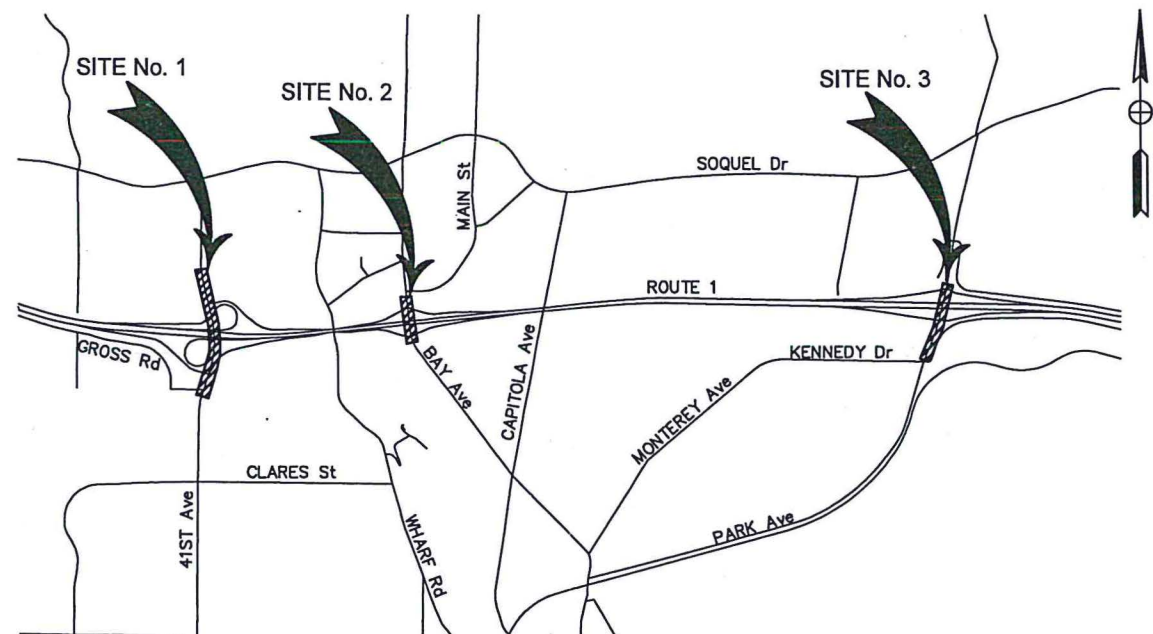 SITE No. 1
SITE No. 2
SITE No. 3
SOQUEL Dr
MAIN St
ROUTE 1
GROSS Rd
BAY Ave
CAPITOLA Ave
KENNEDY Dr
MONTEREY Ave
CLARES St
41ST Ave
WHARF Rd
PARK Ave